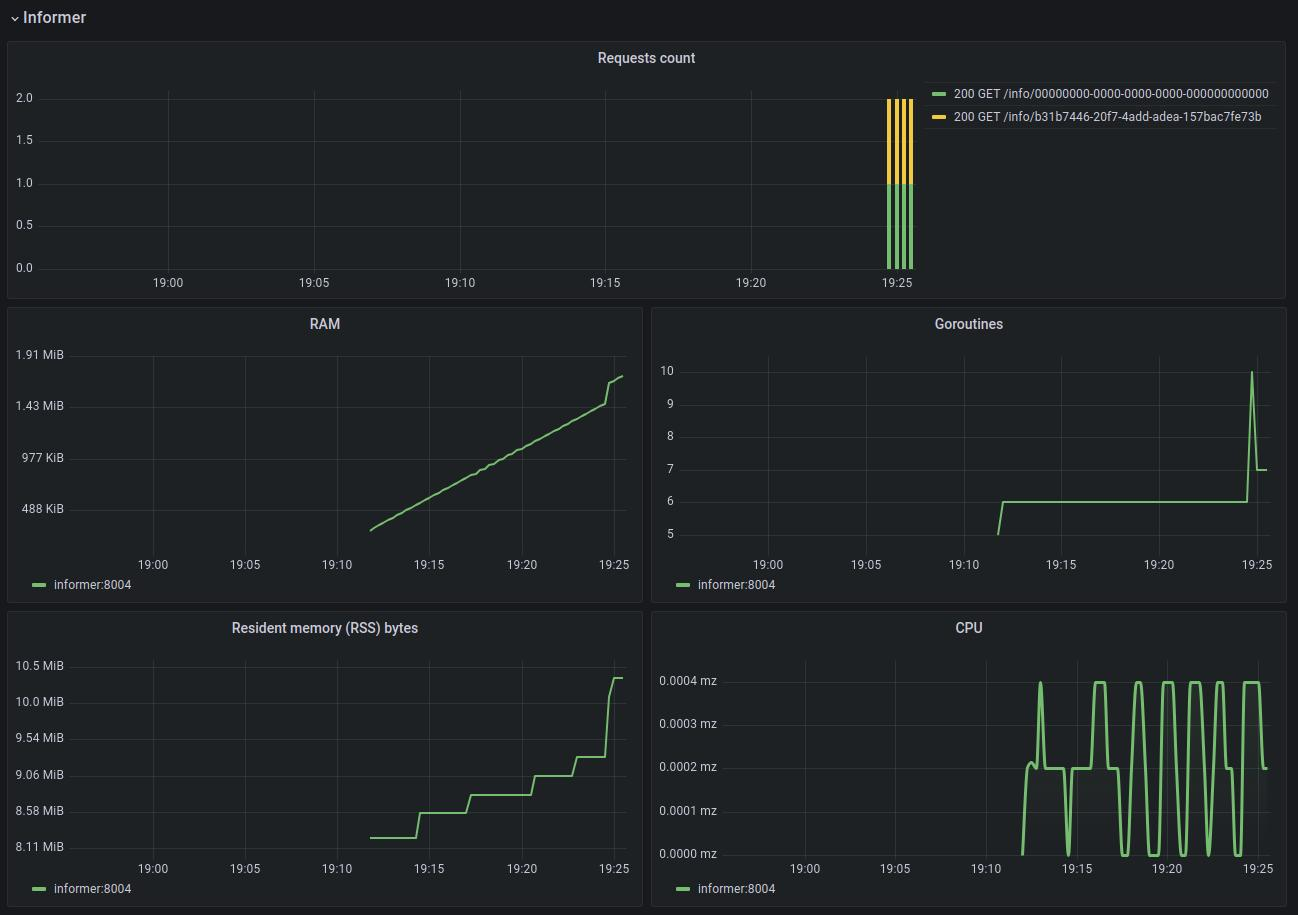 Informer
Requests count
2.0
1.5
1.0
0.5
0.0
19:00 19:05 19:10 19:15 19:20 19:25
200 GET /info/00000000-0000-0000-0000-000000000000
200 GET /info/b31b7446-20f7-4add-adea-157bac7fe73b
RAM
1.91 MiB
1.43 MiB
977 KiB
488 KiB
19:00 19:05 19:10 19:15 19:20 19:25
informer:8004
Goroutines
10
9
8
7
6
5
19:00 19:05 19:10 19:15 19:20 19:25
informer:8004
Resident memory (RSS) bytes
10.5 MiB
10.0 MiB
9.54 MiB
9.06 MiB
8.58 MiB
8.11 MiB
19:00 19:05 19:10 19:15 19:20 19:25
informer:8004
CPU
0.0004 mz
0.0003 mz
0.0002 mz
0.0001 mz
0.0000 mz
19:00 19:05 19:10 19:15 19:20 19:25
informer:8004